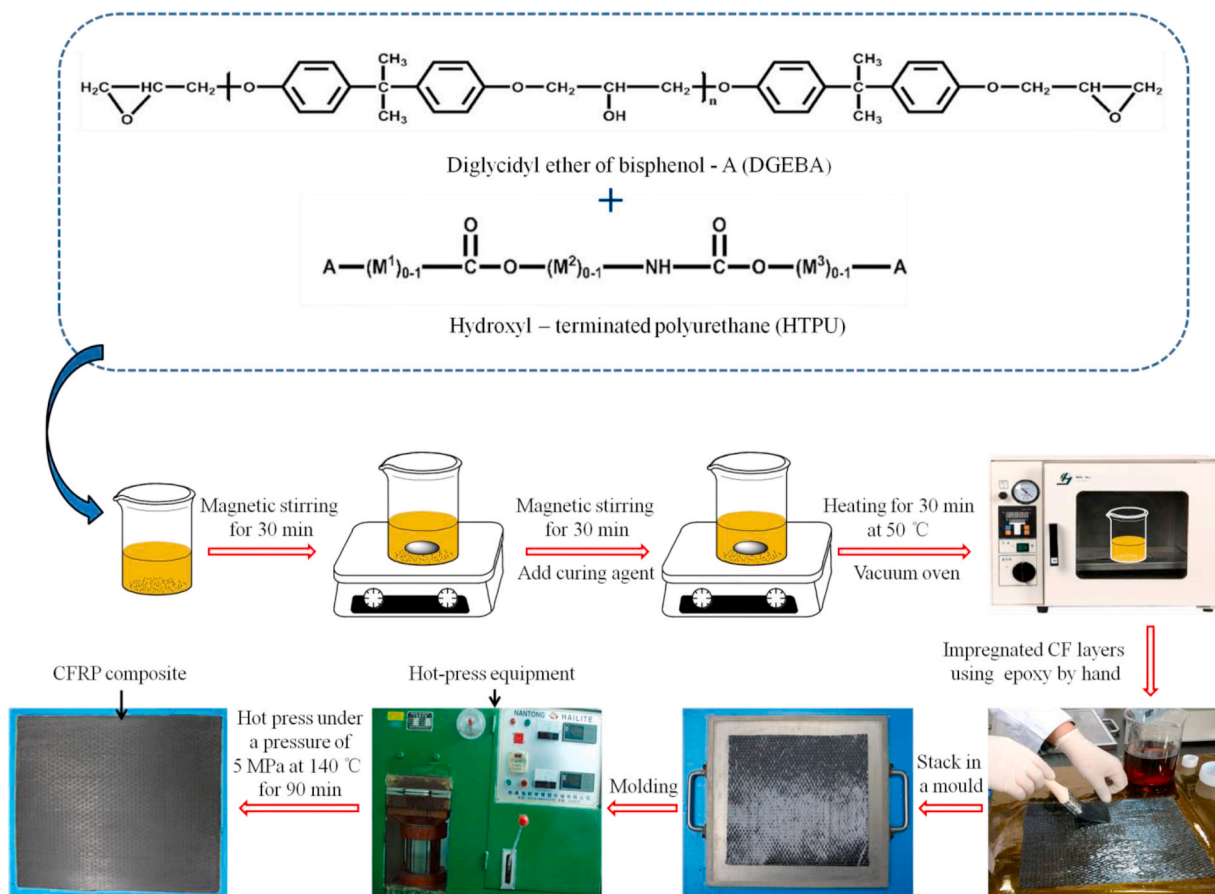 CH₃ CH₃
H₂C—CH—CH₂—(O— —C— —O—CH₂—CH—CH₂—)ₙO— —C— —O—CH₂—CH—CH₂
O CH₃ OH CH₃ O
Diglycidyl ether of bisphenol - A (DGEBA)
+
O O
A—(M¹)₀₋₁—C—O—(M²)₀₋₁—NH—C—O—(M³)₀₋₁—A
Hydroxyl – terminated polyurethane (HTPU)
Magnetic stirring
for 30 min
Magnetic stirring
for 30 min
Add curing agent
Heating for 30 min
at 50 ℃
Vacuum oven
Impregnated CF layers
using epoxy by hand
Stack in
a mould
Molding
Hot-press equipment
NANTONG HAILITE
Hot press under
a pressure of
5 MPa at 140 ℃
for 90 min
CFRP composite